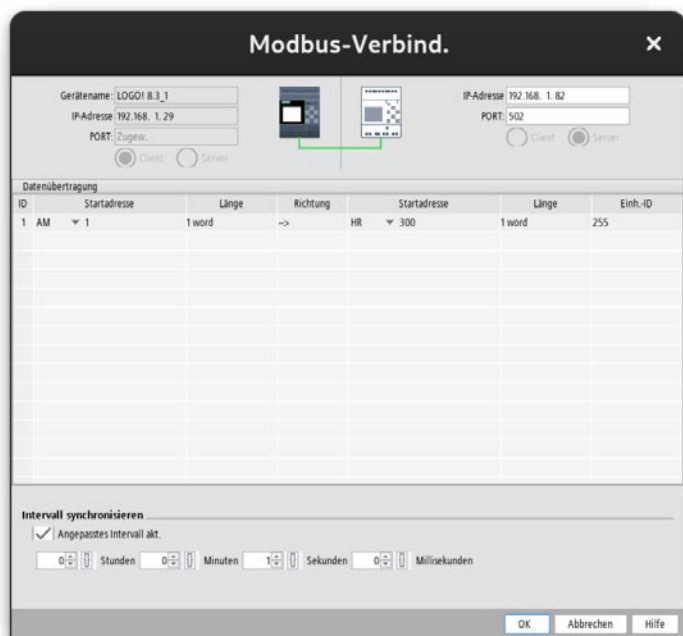 Modbus-Verbind.
Gerätename: LOGO! 8.3_1
IP-Adresse 192.168. 1.29
PORT: Zugew.
Client Server
IP-Adresse 192.168. 1. 82
PORT: 502
Client Server
Datenübertragung
ID Startadresse Länge Richtung Startadresse Länge Einh.-ID
1 AM 1 1 word --> HR 300 1 word 255
Intervall synchronisieren
Angepasstes Intervall akt.
0 Stunden 0 Minuten 1 Sekunden 0 Millisekunden
OK Abbrechen Hilfe